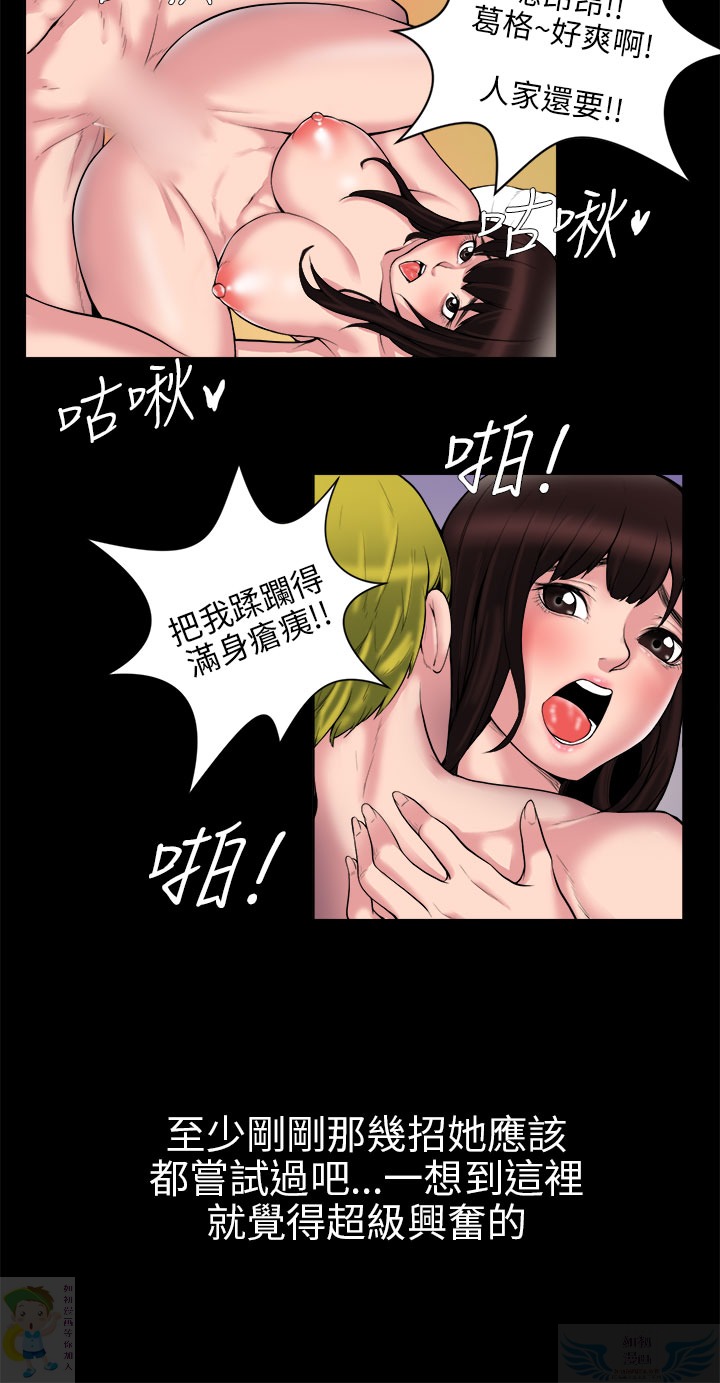 葛格~好爽啊!
人家還要!!
咕啾
咕啾
啪!
把我蹂躪得
滿身瘡痍!!
啪!
至少剛剛那幾招她應該
都嘗試過吧...一想到這裡
就覺得超級興奮的